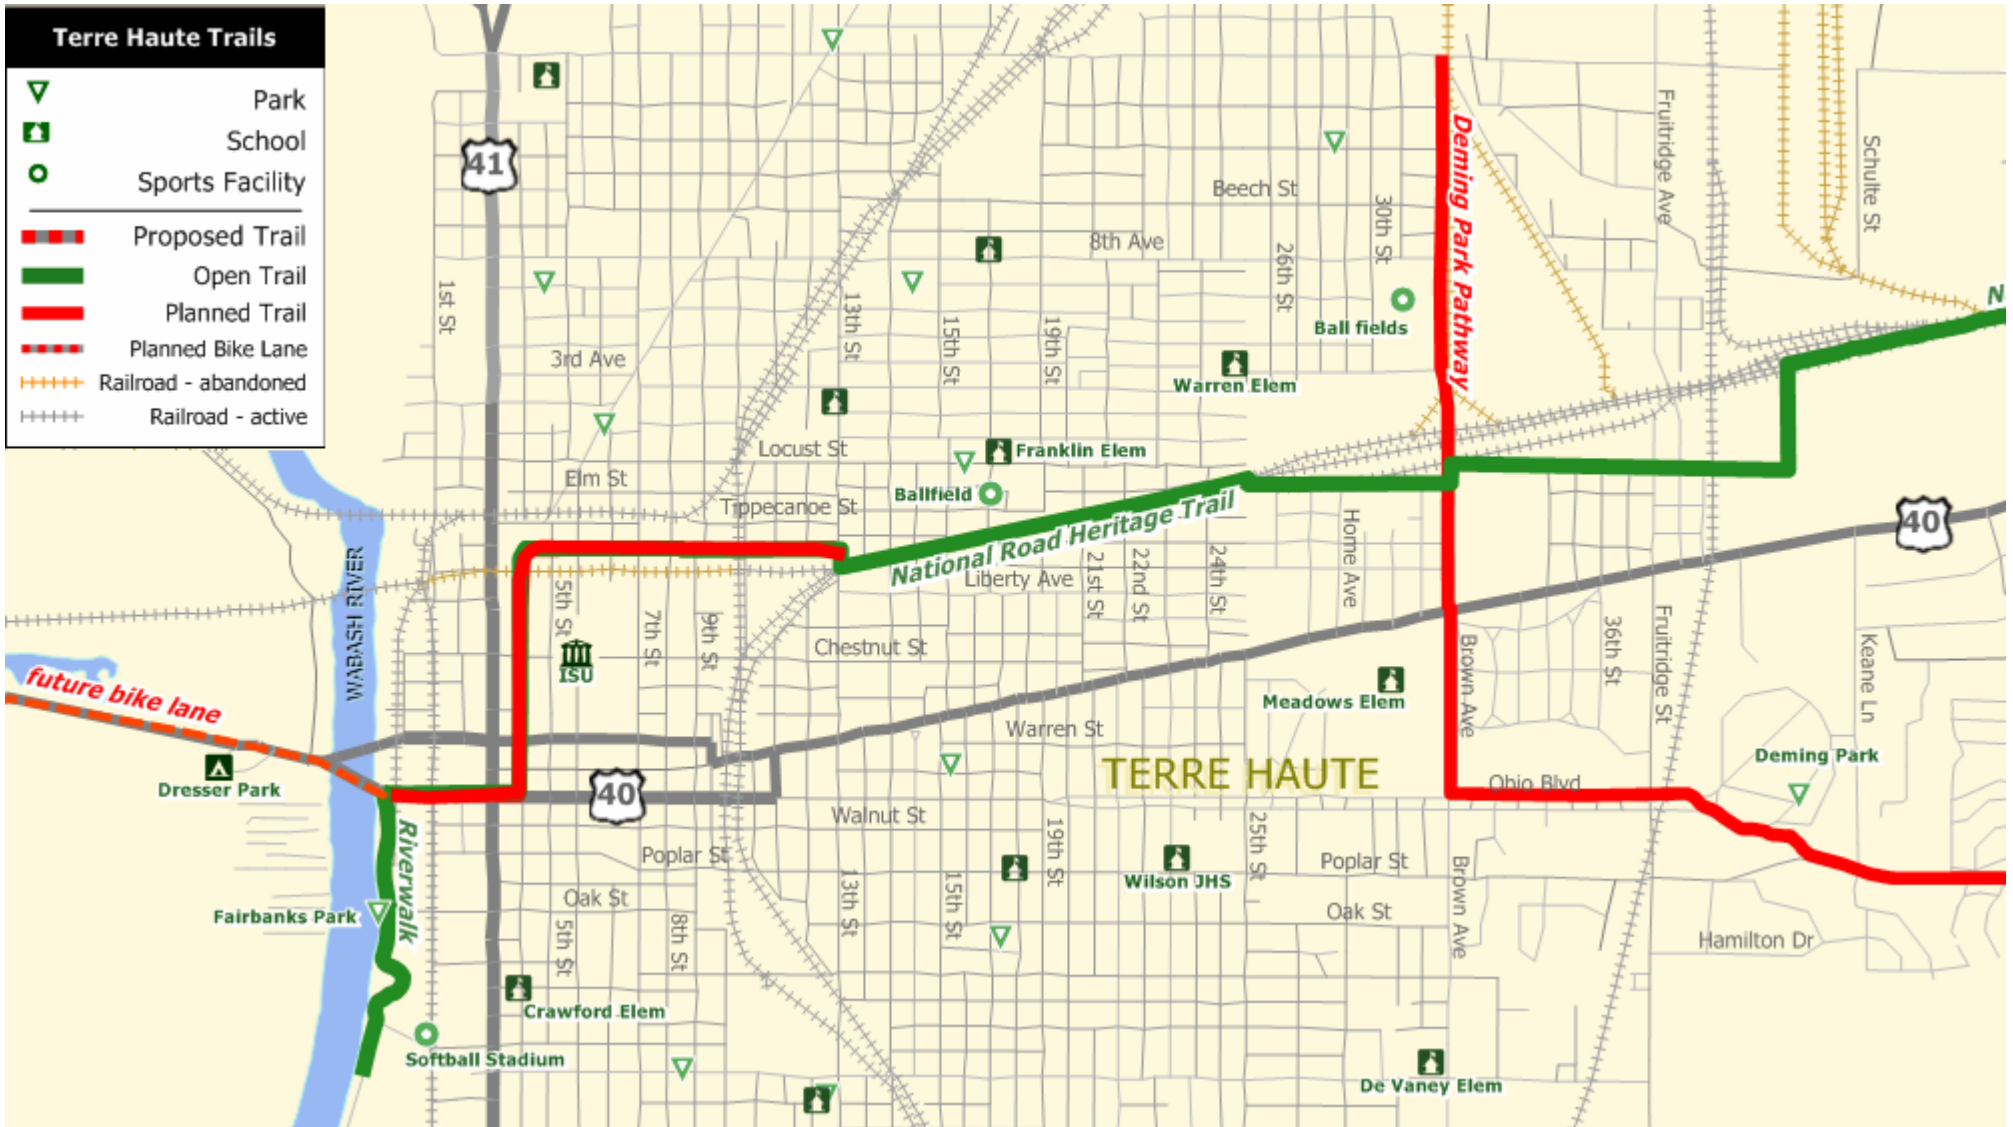 Terre Haute Trails
Park
School
Sports Facility
Proposed Trail
Open Trail
Planned Trail
Planned Bike Lane
Railroad - abandoned
Railroad - active
41
Deming Park Pathway
Fruitridge Ave
Schulte St
Beech St
30th St
8th Ave
26th St
1st St
13th St
15th St
19th St
Ball fields
N
3rd Ave
Warren Elem
Locust St
Franklin Elem
Elm St
Ballfield
Tippecanoe St
National Road Heritage Trail
40
Home Ave
WABASH RIVER
5th St
7th St
9th St
Liberty Ave
21st St
22nd St
24th St
ISU
Chestnut St
36th St
Fruitridge St
Keane Ln
Brown Ave
future bike lane
Meadows Elem
Warren St
Deming Park
TERRE HAUTE
Dresser Park
40
Ohio Blvd
Riverwalk
Walnut St
19th St
25th St
Poplar St
Poplar St
Wilson JHS
Brown Ave
Oak St
13th St
15th St
Oak St
Fairbanks Park
5th St
8th St
Hamilton Dr
Crawford Elem
Softball Stadium
De Vaney Elem